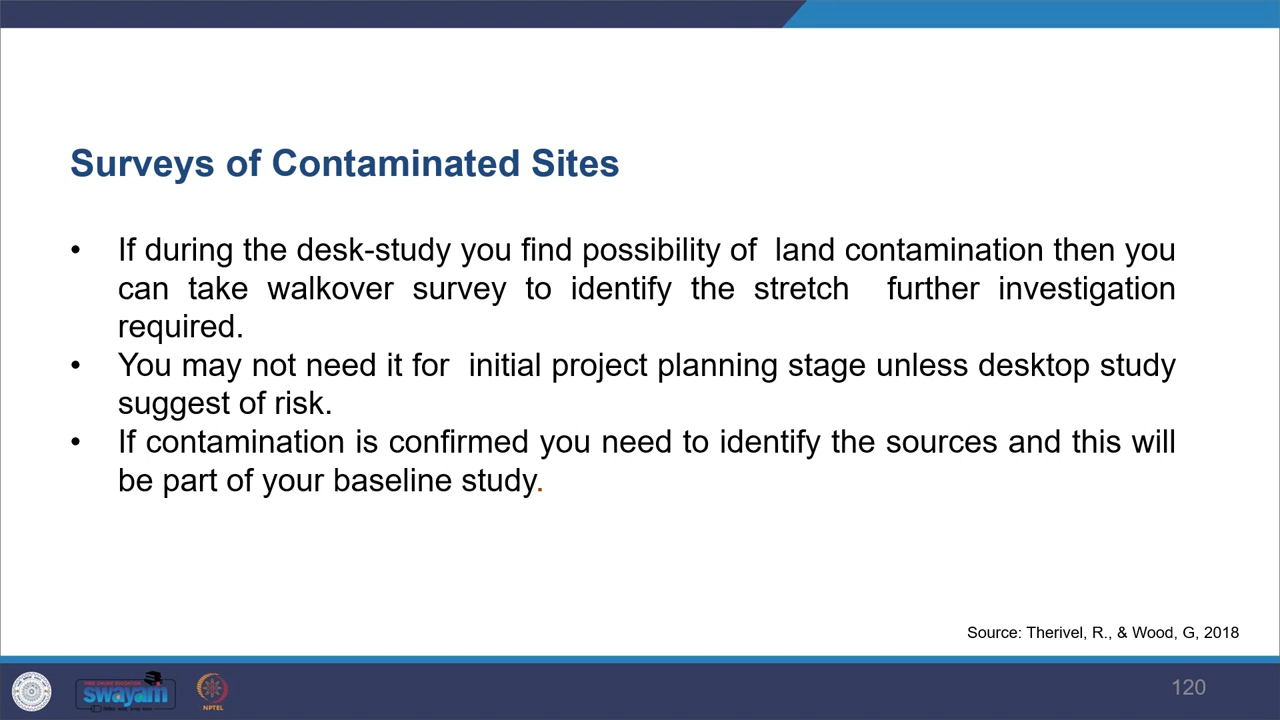 Surveys of Contaminated Sites
• If during the desk-study you find possibility of  land contamination then you
can take walkover survey to identify the stretch  further investigation
required.
• You may not need it for  initial project planning stage unless desktop study
suggest of risk.
• If contamination is confirmed you need to identify the sources and this will
be part of your baseline study.
Source: Therivel, R., & Wood, G, 2018
swayam
NPTEL
120